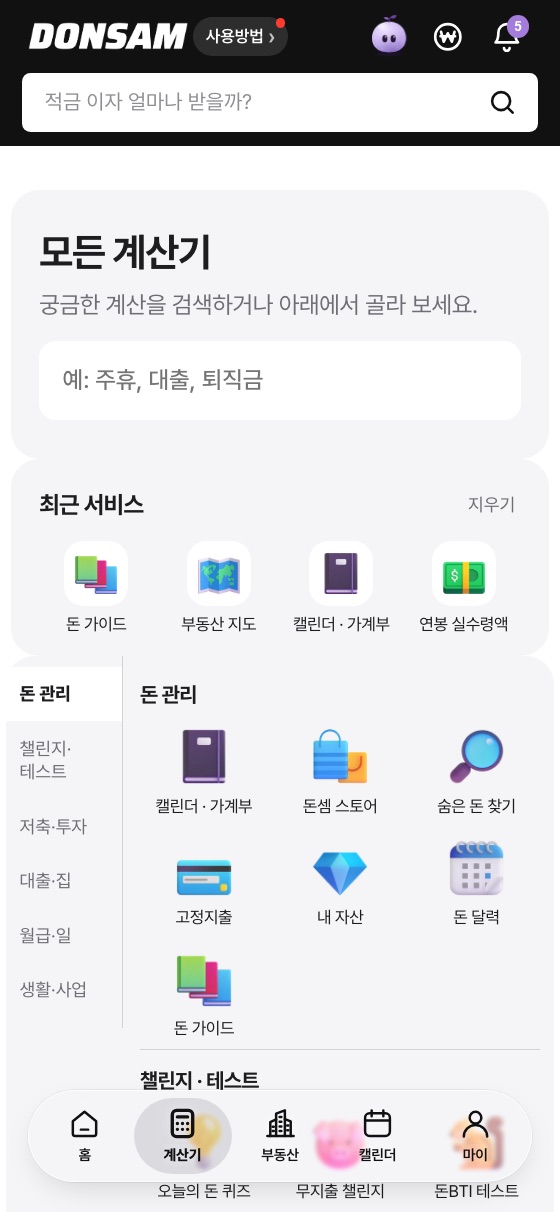 DONSAM
사용방법 ›
5
적금 이자 얼마나 받을까?
모든 계산기
궁금한 계산을 검색하거나 아래에서 골라 보세요.
예: 주휴, 대출, 퇴직금
최근 서비스
지우기
돈 가이드
부동산 지도
캘린더 · 가계부
연봉 실수령액
돈 관리
챌린지·
테스트
저축·투자
대출·집
월급·일
생활·사업
돈 관리
캘린더 · 가계부
돈셈 스토어
숨은 돈 찾기
고정지출
내 자산
돈 달력
돈 가이드
챌린지 · 테스트
오늘의 돈 퀴즈
무지출 챌린지
돈BTI 테스트
홈
계산기
부동산
캘린더
마이